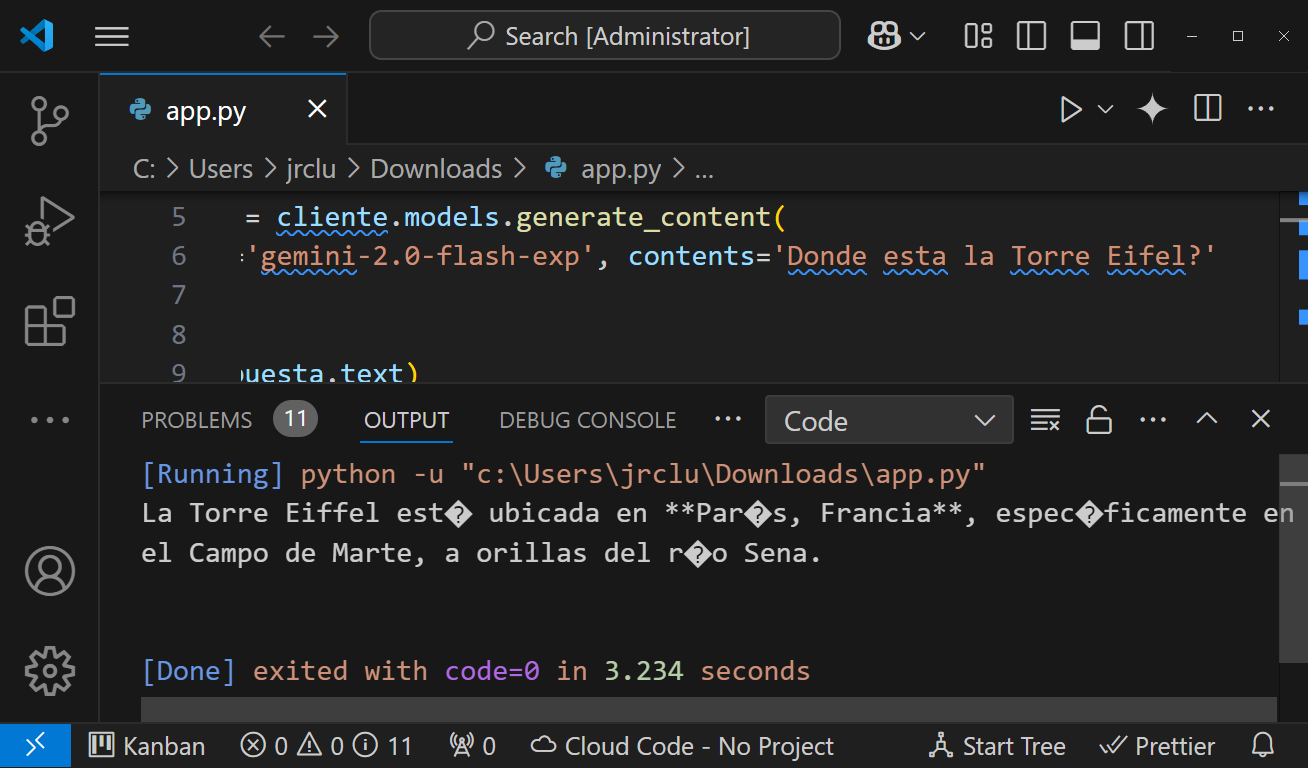 Search [Administrator]
app.py
C: > Users > jrclu > Downloads > app.py > ...
5 = cliente.models.generate_content(
6 ='gemini-2.0-flash-exp', contents='Donde esta la Torre Eifel?'
7
8
9 uesta.text)
PROBLEMS 11 OUTPUT DEBUG CONSOLE ... Code
[Running] python -u "c:\Users\jrclu\Downloads\app.py"
La Torre Eiffel est� ubicada en **Par�s, Francia**, espec�ficamente en
el Campo de Marte, a orillas del r�o Sena.
[Done] exited with code=0 in 3.234 seconds
Kanban 0 0 11 0 Cloud Code - No Project Start Tree Prettier